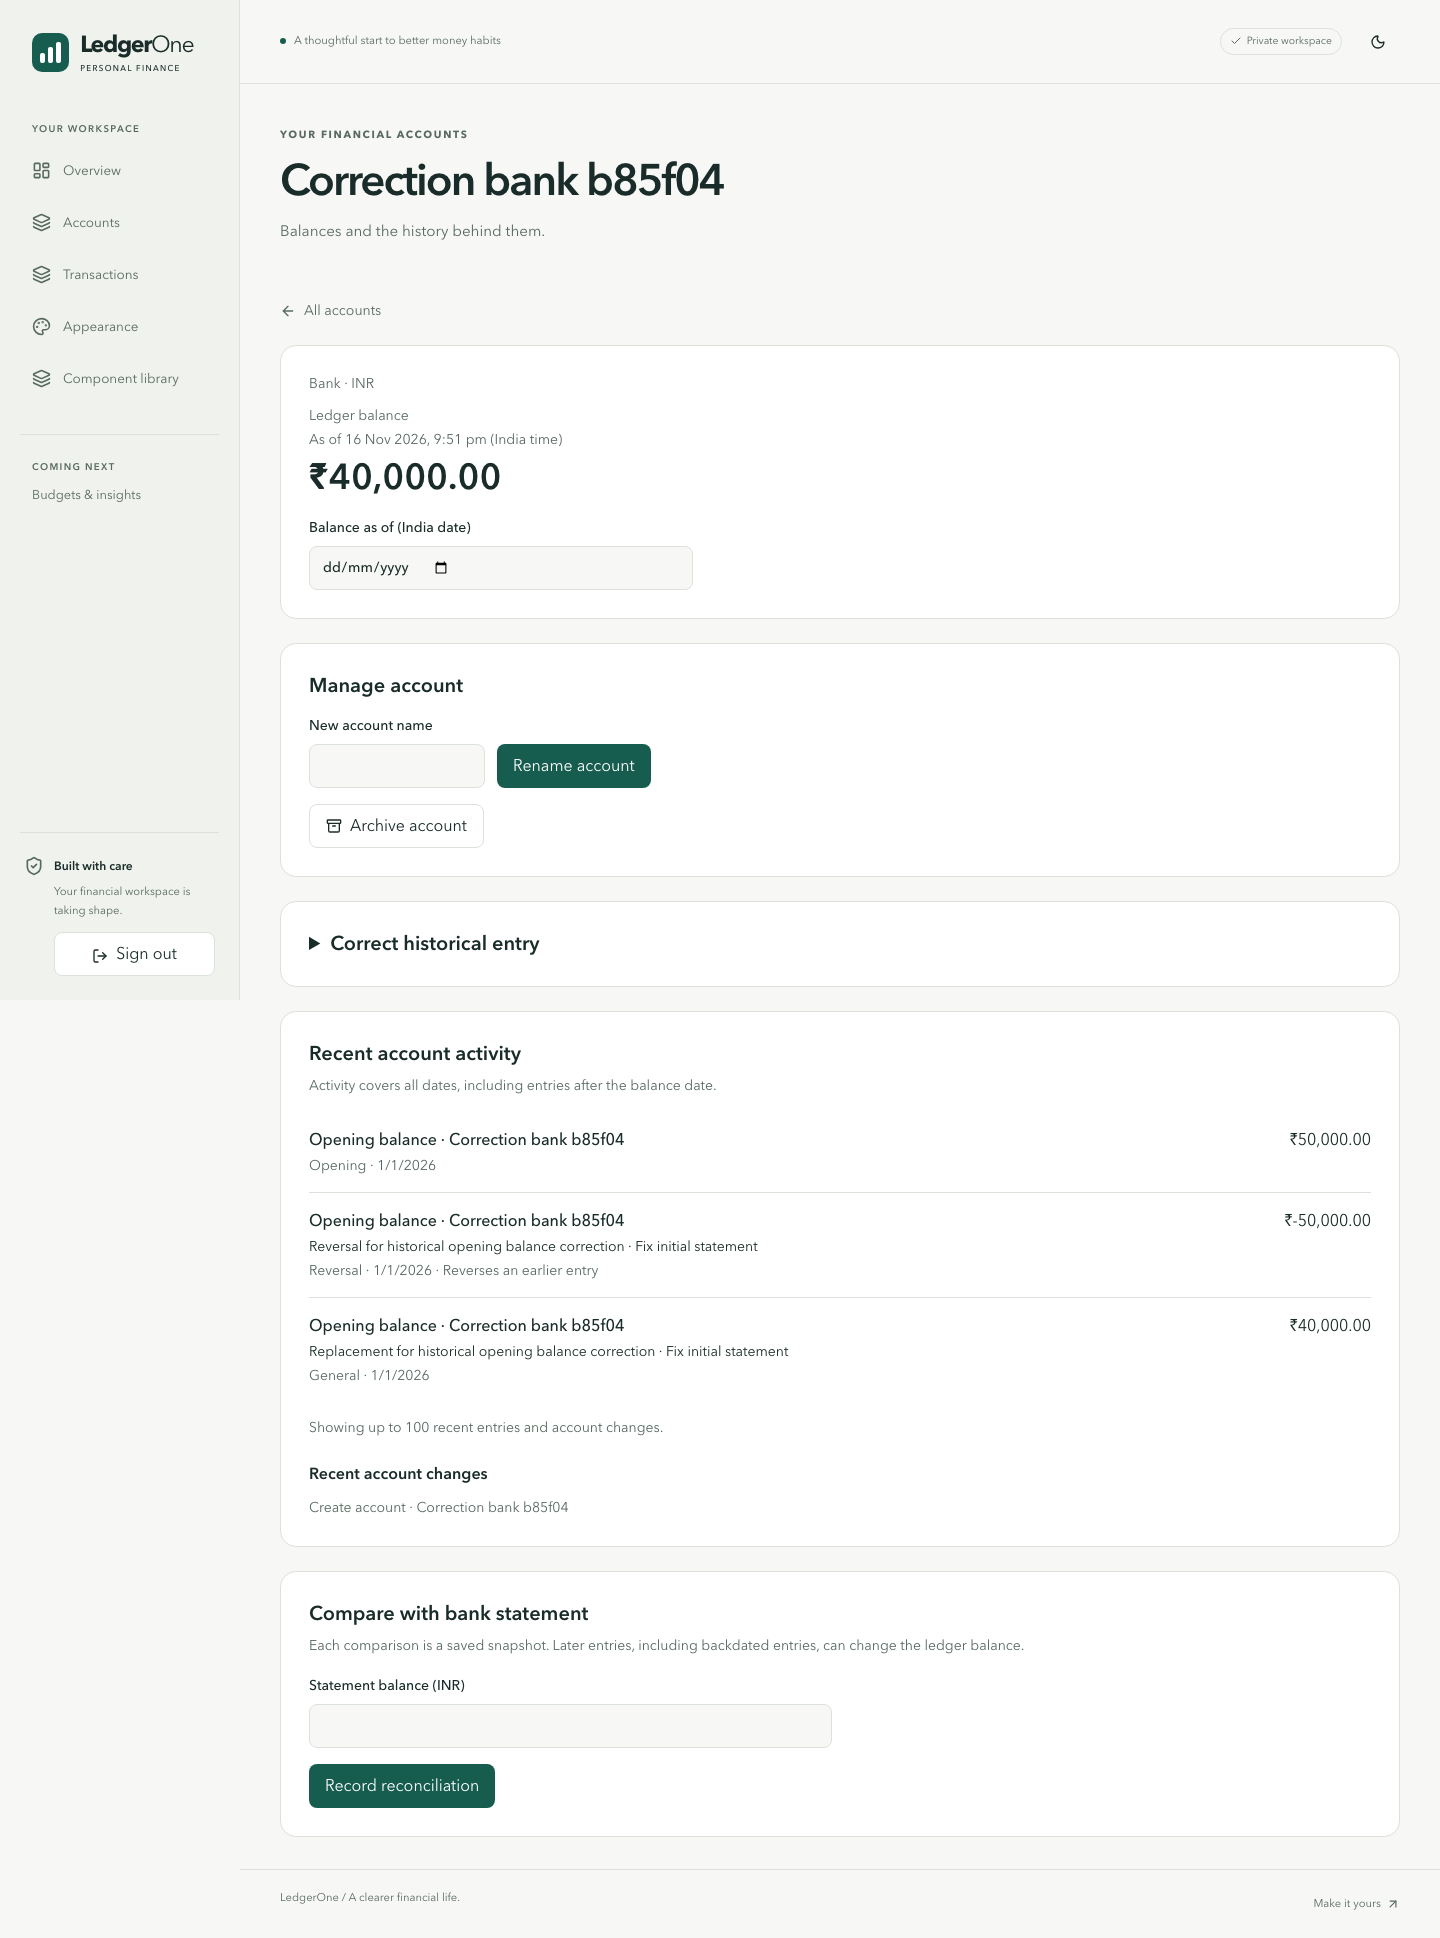 LedgerOne
PERSONAL FINANCE
YOUR WORKSPACE
Overview
Accounts
Transactions
Appearance
Component library
COMING NEXT
Budgets & insights
Built with care
Your financial workspace is
taking shape.
Sign out
A thoughtful start to better money habits
Private workspace
YOUR FINANCIAL ACCOUNTS
Correction bank b85f04
Balances and the history behind them.
All accounts
Bank · INR
Ledger balance
As of 16 Nov 2026, 9:51 pm (India time)
₹40,000.00
Balance as of (India date)
dd/mm/yyyy
Manage account
New account name
Rename account
Archive account
Correct historical entry
Recent account activity
Activity covers all dates, including entries after the balance date.
Opening balance · Correction bank b85f04 ₹50,000.00
Opening · 1/1/2026
Opening balance · Correction bank b85f04 ₹-50,000.00
Reversal for historical opening balance correction · Fix initial statement
Reversal · 1/1/2026 · Reverses an earlier entry
Opening balance · Correction bank b85f04 ₹40,000.00
Replacement for historical opening balance correction · Fix initial statement
General · 1/1/2026
Showing up to 100 recent entries and account changes.
Recent account changes
Create account · Correction bank b85f04
Compare with bank statement
Each comparison is a saved snapshot. Later entries, including backdated entries, can change the ledger balance.
Statement balance (INR)
Record reconciliation
LedgerOne / A clearer financial life.
Make it yours